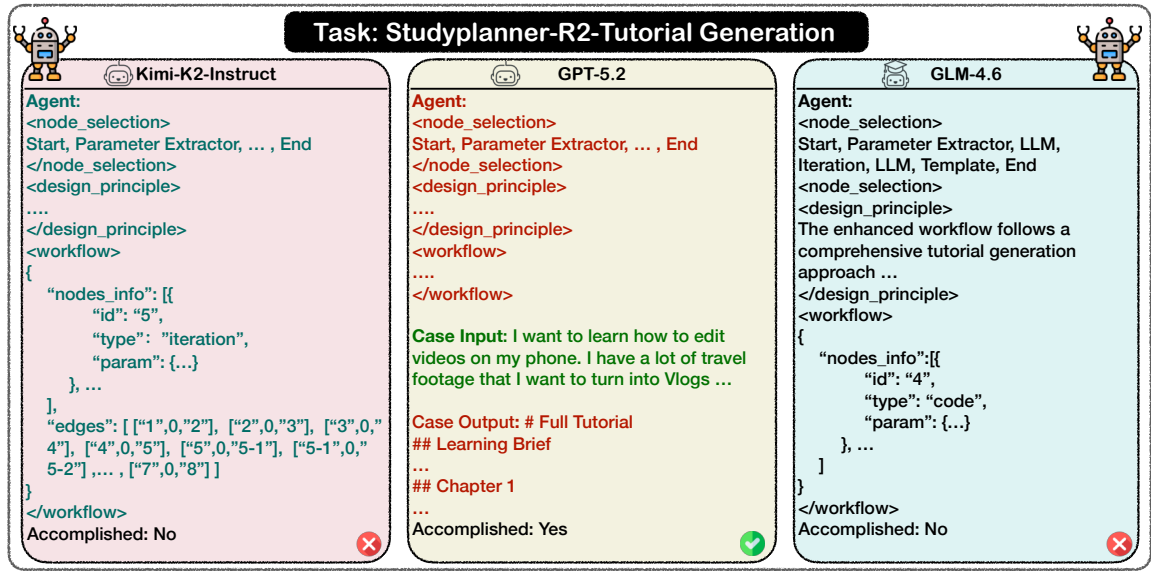 Task: Studyplanner-R2-Tutorial Generation
Kimi-K2-Instruct
Agent:
<node_selection>
Start, Parameter Extractor, … , End
</node_selection>
<design_principle>
....
</design_principle>
<workflow>
{
“nodes_info”: [{
“id”: “5”,
“type”: ”iteration”,
“param”: {…}
}, …
],
“edges”: [ [“1”,0,”2”], [“2”,0,”3”], [“3”,0,”
4”], [“4”,0,”5”], [“5”,0,”5-1”], [“5-1”,0,”
5-2”] ,… , [“7”,0,”8”] ]
}
</workflow>
Accomplished: No
GPT-5.2
Agent:
<node_selection>
Start, Parameter Extractor, … , End
</node_selection>
<design_principle>
....
</design_principle>
<workflow>
....
</workflow>
Case Input: I want to learn how to edit
videos on my phone. I have a lot of travel
footage that I want to turn into Vlogs …
Case Output: # Full Tutorial
## Learning Brief
…
## Chapter 1
…
Accomplished: Yes
GLM-4.6
Agent:
<node_selection>
Start, Parameter Extractor, LLM,
Iteration, LLM, Template, End
<node_selection>
<design_principle>
The enhanced workflow follows a
comprehensive tutorial generation
approach …
</design_principle>
<workflow>
{
“nodes_info”:[{
“id”: “4”,
“type”: “code”,
“param”: {…}
}, …
]
}
</workflow>
Accomplished: No